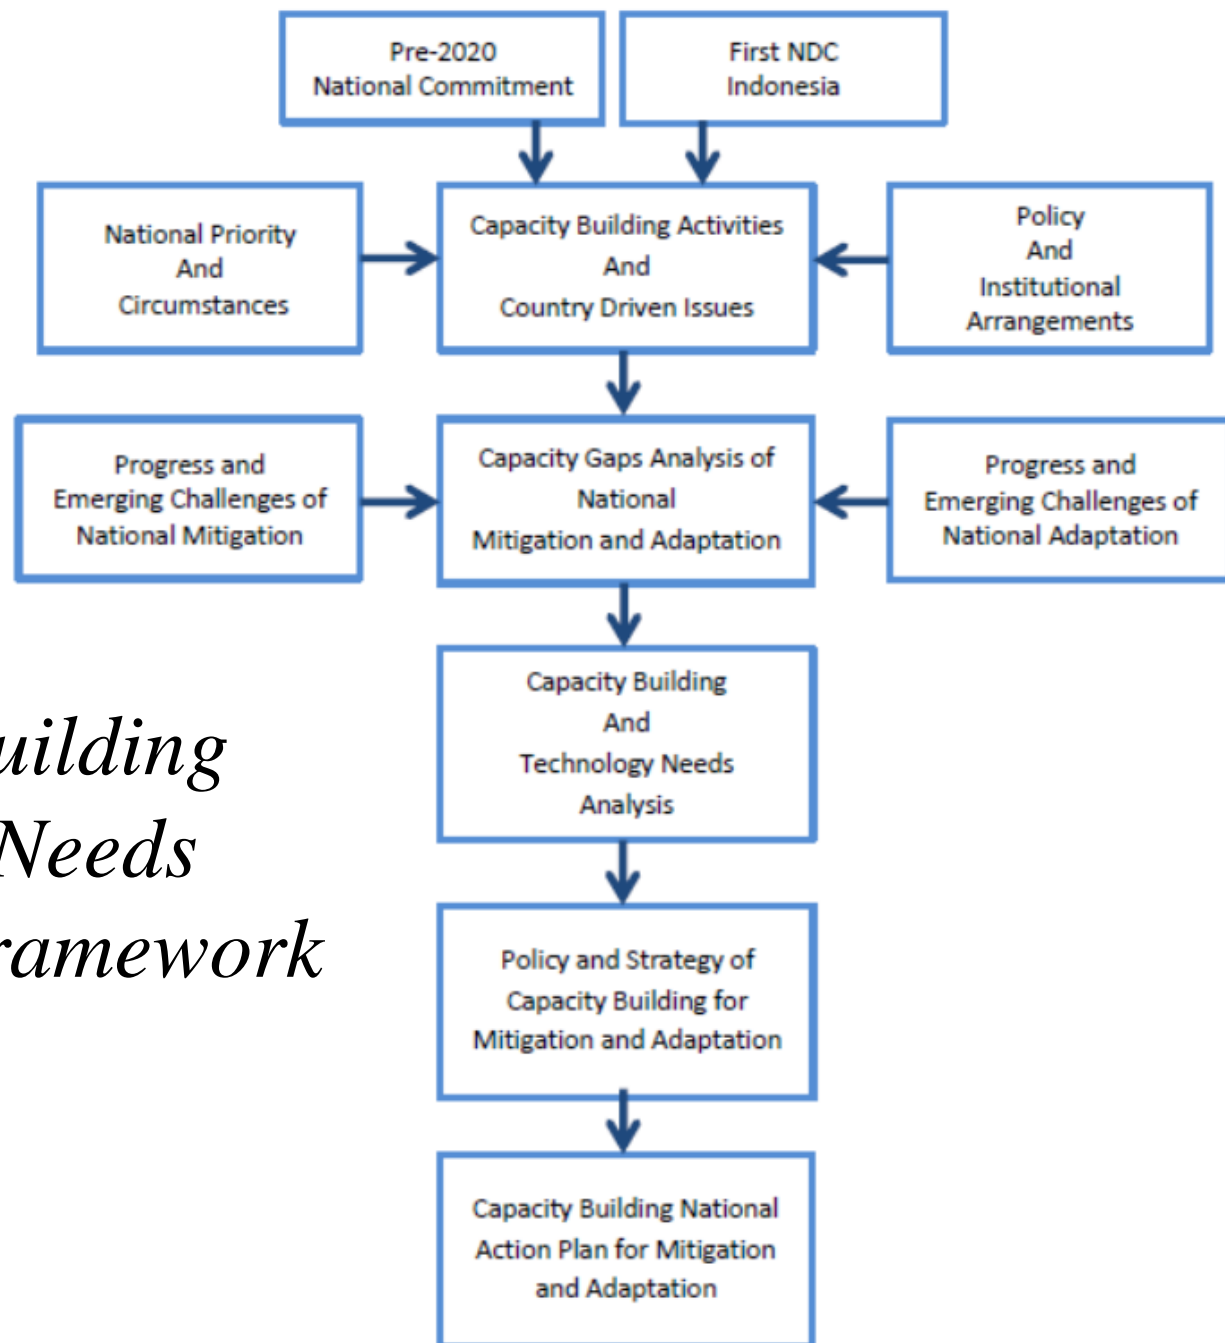 Pre-2020
National Commitment
First NDC
Indonesia
National Priority
And
Circumstances
Capacity Building Activities
And
Country Driven Issues
Policy
And
Institutional
Arrangements
Progress and
Emerging Challenges of
National Mitigation
Capacity Gaps Analysis of
National
Mitigation and Adaptation
Progress and
Emerging Challenges of
National Adaptation
Capacity Building
And
Technology Needs
Analysis
uilding
Needs
ramework
Policy and Strategy of
Capacity Building for
Mitigation and Adaptation
Capacity Building National
Action Plan for Mitigation
and Adaptation